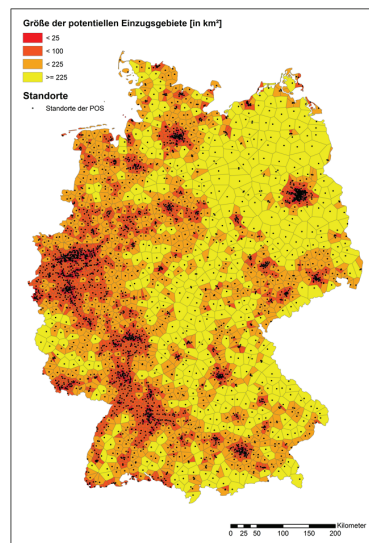 Größe der potentiellen Einzugsgebiete [in km²]
< 25
< 100
< 225
>= 225
Standorte
Standorte der POS
Kilometer
0 25 50 100 150 200